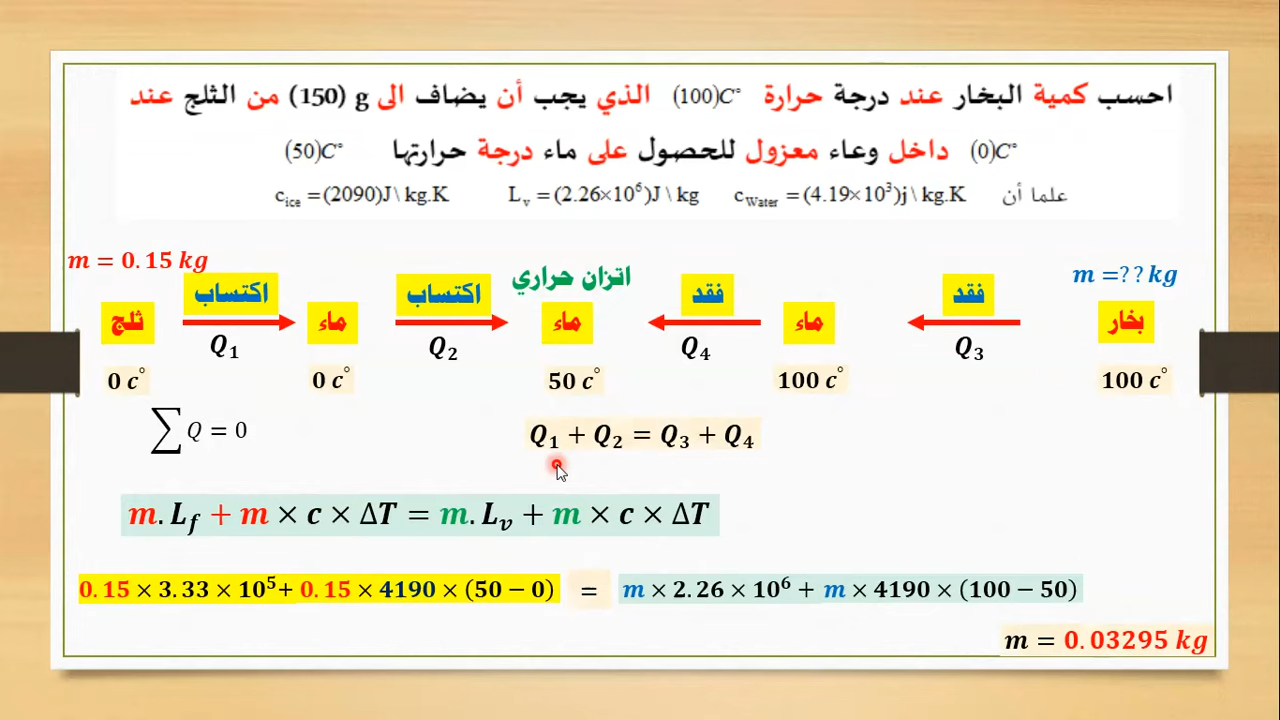 احسب كمية البخار عند درجة حرارة (100)C° الذي يجب أن يضاف الى g (150) من الثلج عند
(0)C° داخل وعاء معزول للحصول على ماء درجة حرارتها (50)C°
علما أن c_Water = (4.19×10³)j\kg.K L_v = (2.26×10⁶)J\kg c_ice = (2090)J\kg.K
m = 0.15 kg
m =?? kg
اكتساب اكتساب اتزان حراري فقد فقد
ثلج ماء ماء ماء بخار
Q₁ Q₂ Q₄ Q₃
0 c° 0 c° 50 c° 100 c° 100 c°
∑ Q = 0
Q₁ + Q₂ = Q₃ + Q₄
m.L_f + m × c × ΔT = m.L_v + m × c × ΔT
0.15 × 3.33 × 10⁵+ 0.15 × 4190 × (50 − 0) = m × 2.26 × 10⁶ + m × 4190 × (100 − 50)
m = 0.03295 kg